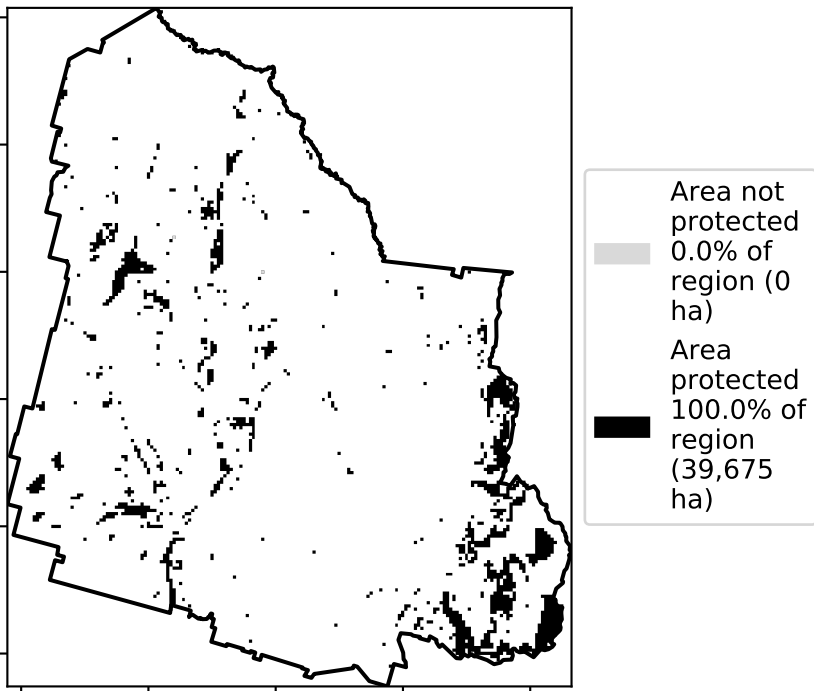 Area not
protected
0.0% of
region (0
ha)
Area
protected
100.0% of
region
(39,675
ha)